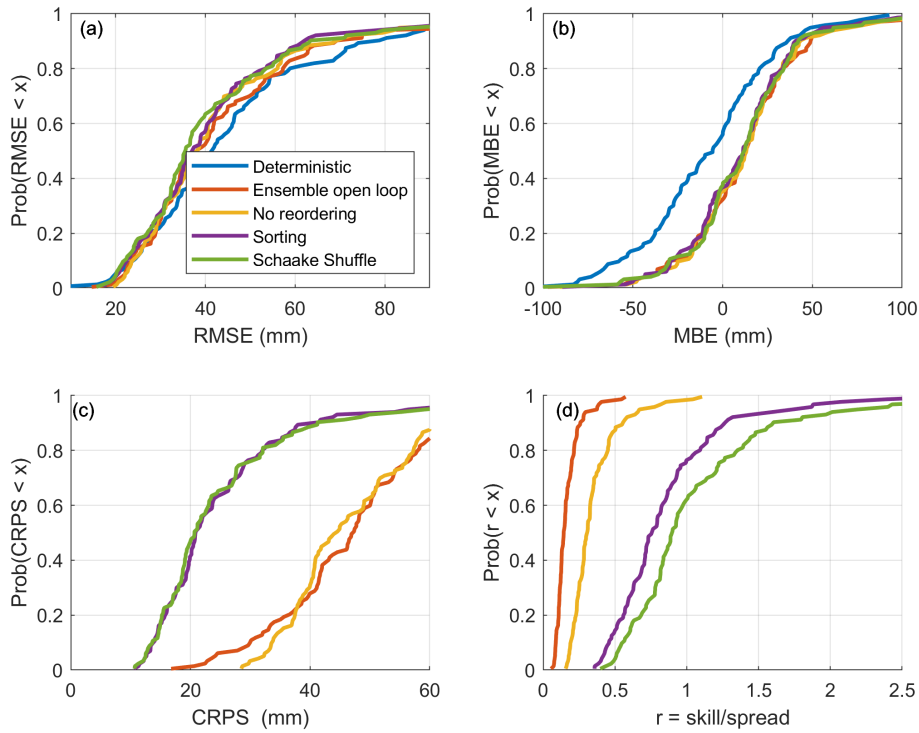 (a)
Prob(RMSE < x)
1
0.8
0.6
0.4
0.2
0
20
40
60
80
RMSE (mm)
Deterministic
Ensemble open loop
No reordering
Sorting
Schaake Shuffle
(b)
Prob(MBE < x)
1
0.8
0.6
0.4
0.2
0
-100
-50
0
50
100
MBE (mm)
(c)
Prob(CRPS < x)
1
0.8
0.6
0.4
0.2
0
0
20
40
60
CRPS (mm)
(d)
Prob(r < x)
1
0.8
0.6
0.4
0.2
0
0
0.5
1
1.5
2
2.5
r = skill/spread